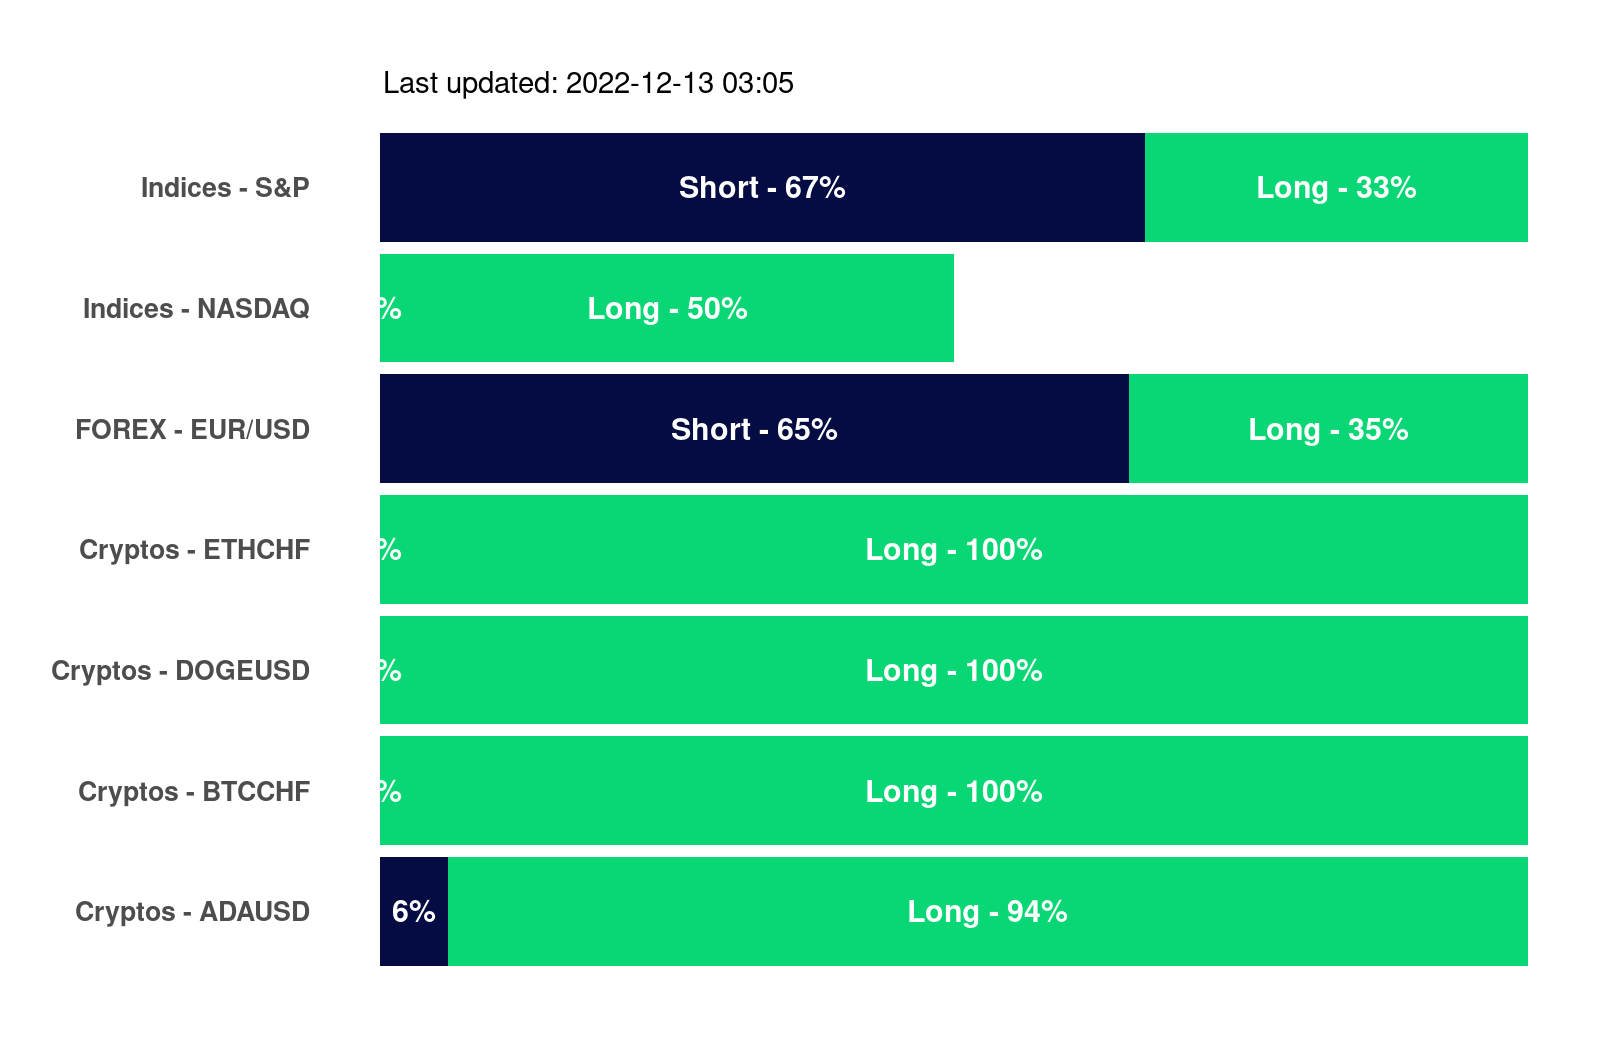 Last updated: 2022-12-13 03:05
Indices - S&P Short - 67% Long - 33%
Indices - NASDAQ % Long - 50%
FOREX - EUR/USD Short - 65% Long - 35%
Cryptos - ETHCHF % Long - 100%
Cryptos - DOGEUSD % Long - 100%
Cryptos - BTCCHF % Long - 100%
Cryptos - ADAUSD 6% Long - 94%